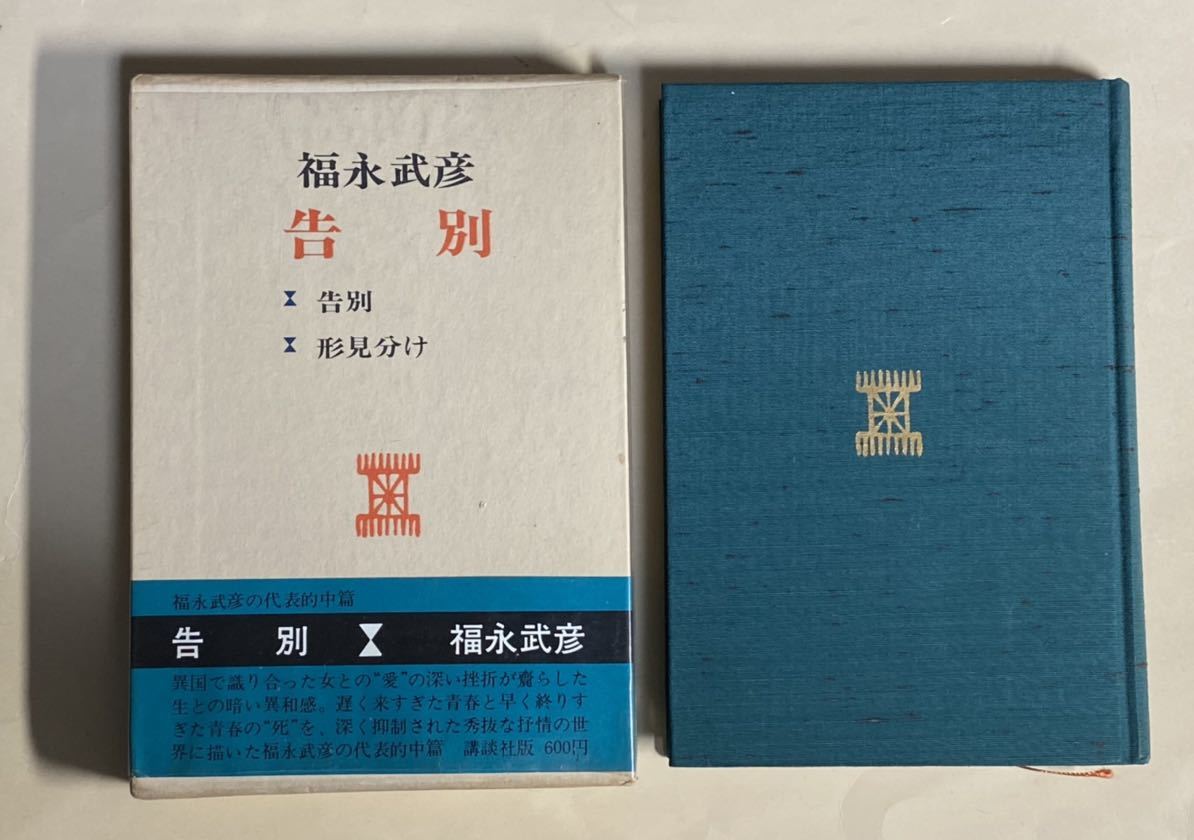 福永武彦
告 別
告別
形見分け
福永武彦の代表的中篇
告 別 福永武彦
異国で識り合った女との“愛”の深い挫折が齎らした
生との暗い異和感。遅く来すぎた青春と早く終りす
ぎた青春の“死”を、深く抑制された秀抜な抒情の世
界に描いた福永武彦の代表的中篇 講談社版 600円